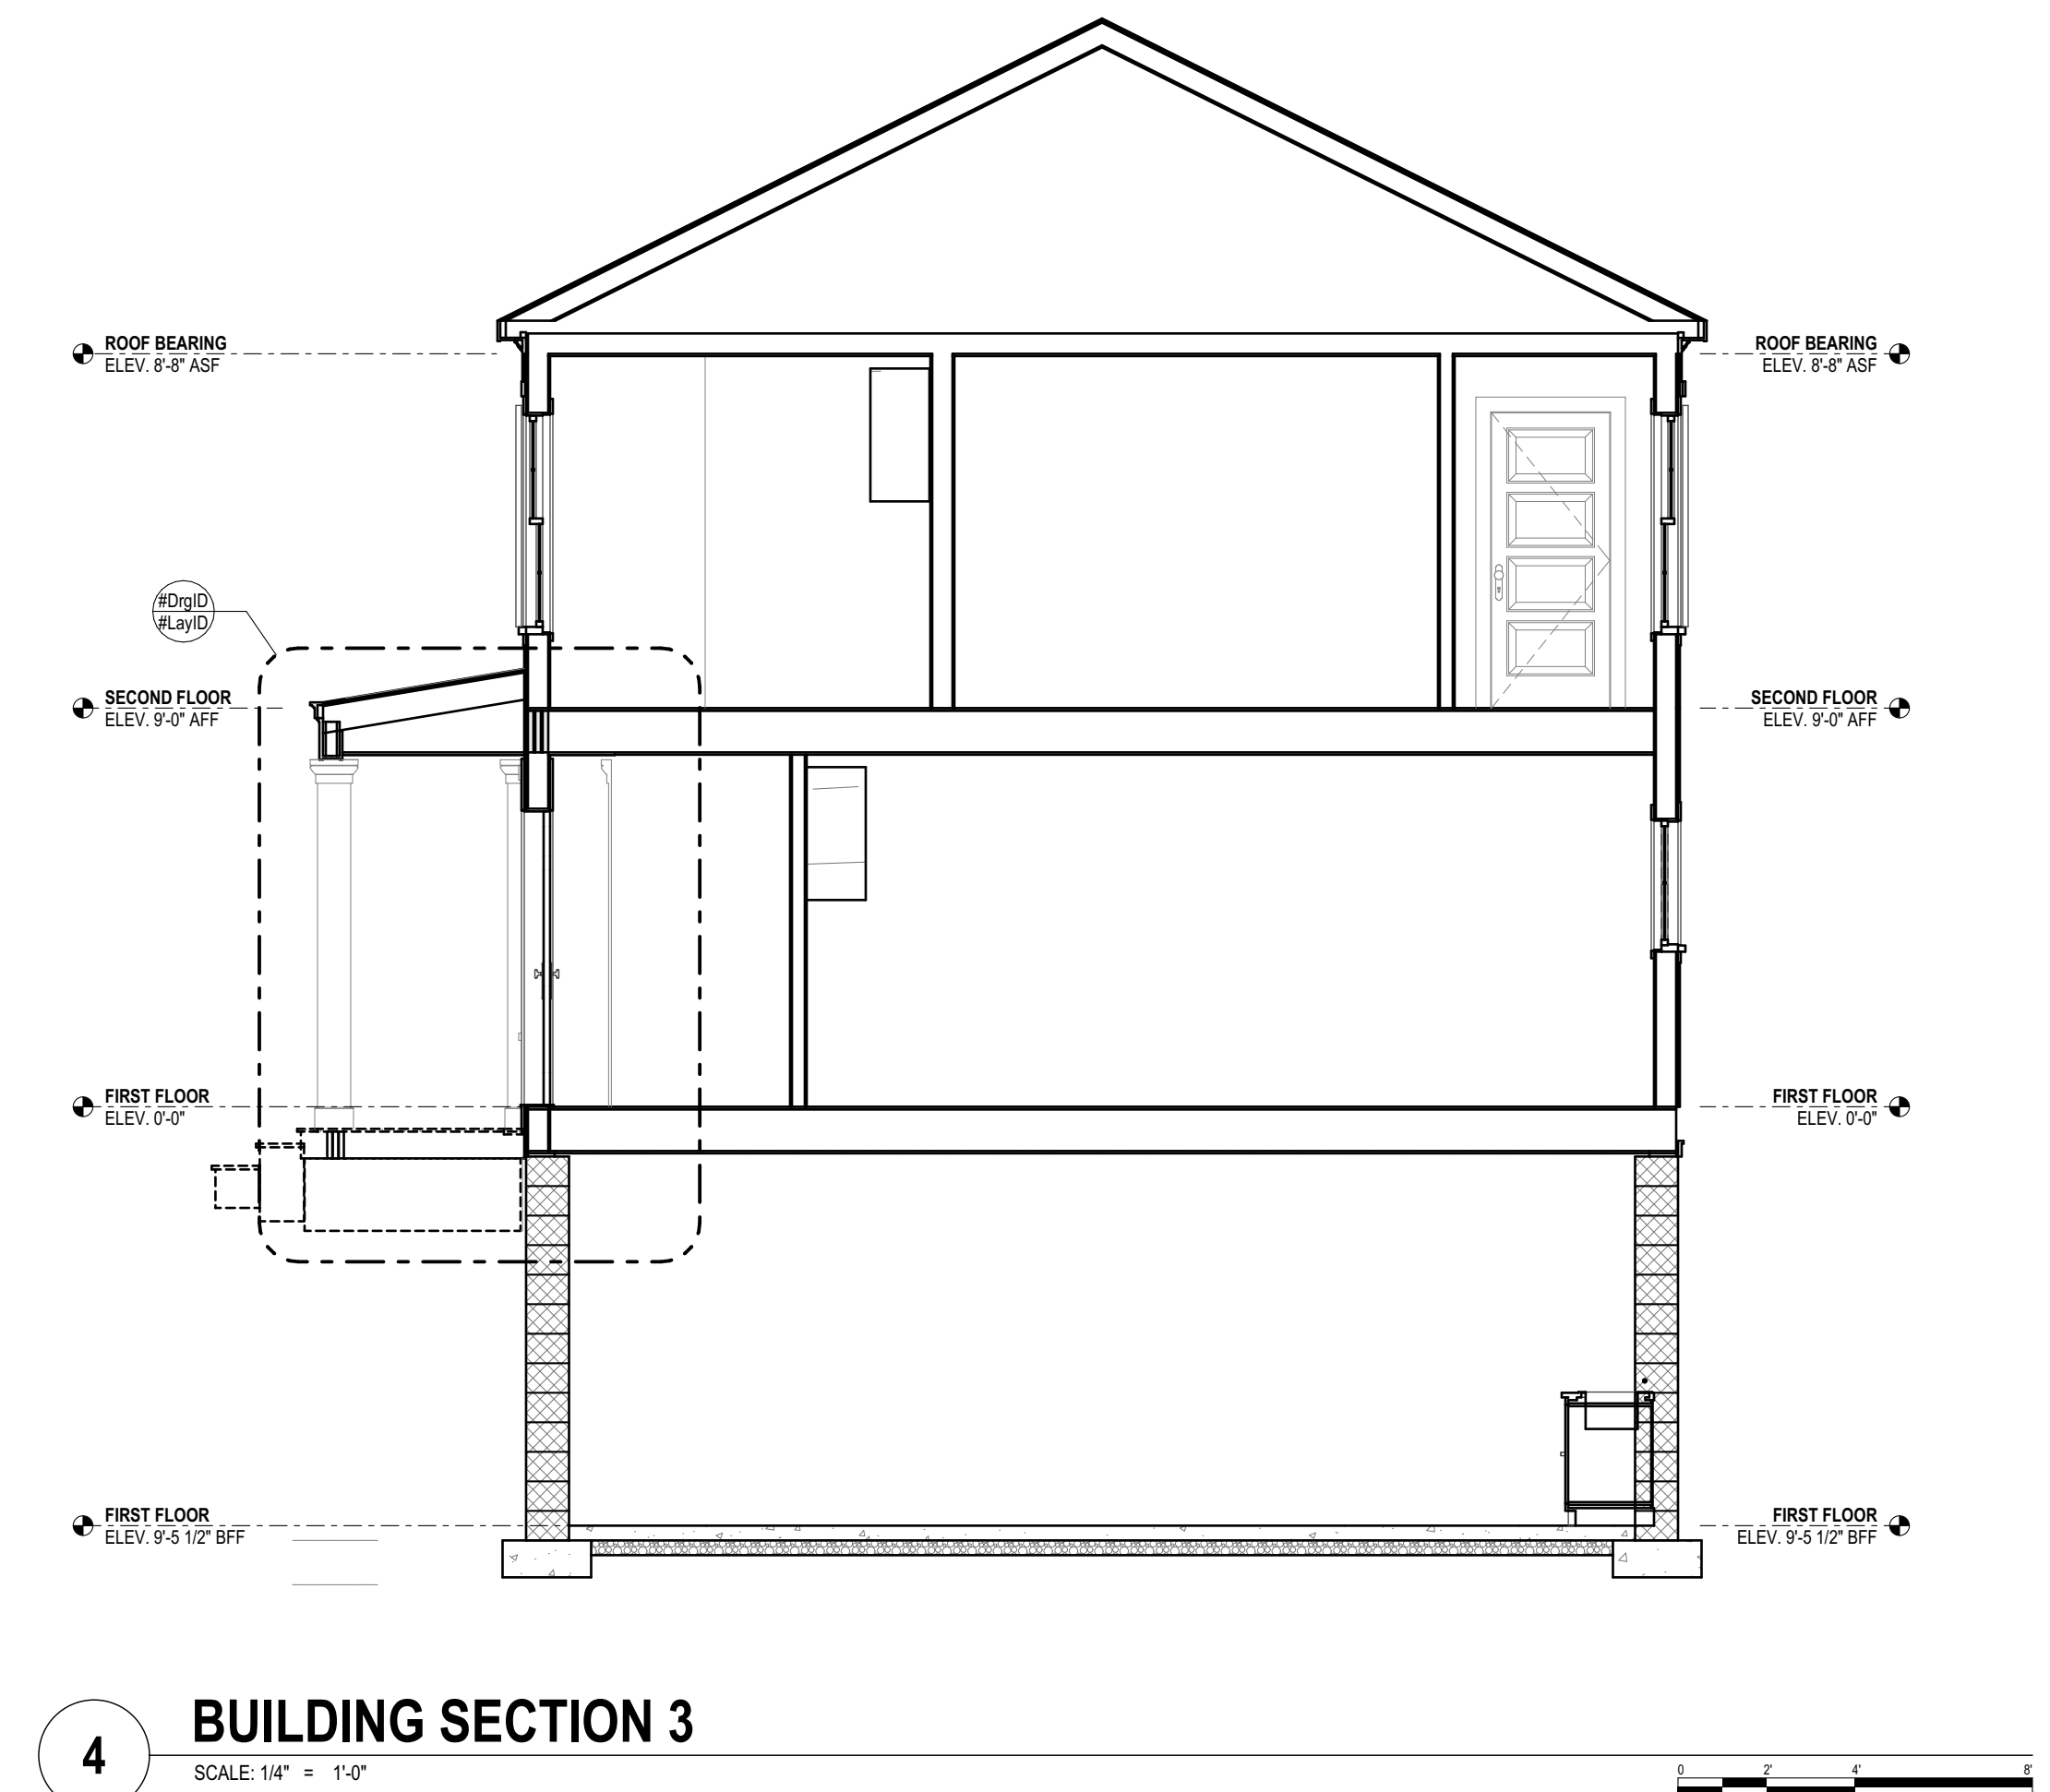 ROOF BEARING
ELEV. 8'-8" ASF
ROOF BEARING
ELEV. 8'-8" ASF
#DrgID
#LayID
SECOND FLOOR
ELEV. 9'-0" AFF
SECOND FLOOR
ELEV. 9'-0" AFF
FIRST FLOOR
ELEV. 0'-0"
FIRST FLOOR
ELEV. 0'-0"
FIRST FLOOR
ELEV. 9'-5 1/2" BFF
FIRST FLOOR
ELEV. 9'-5 1/2" BFF
4
BUILDING SECTION 3
SCALE: 1/4" = 1'-0"
0 2' 4' 8'